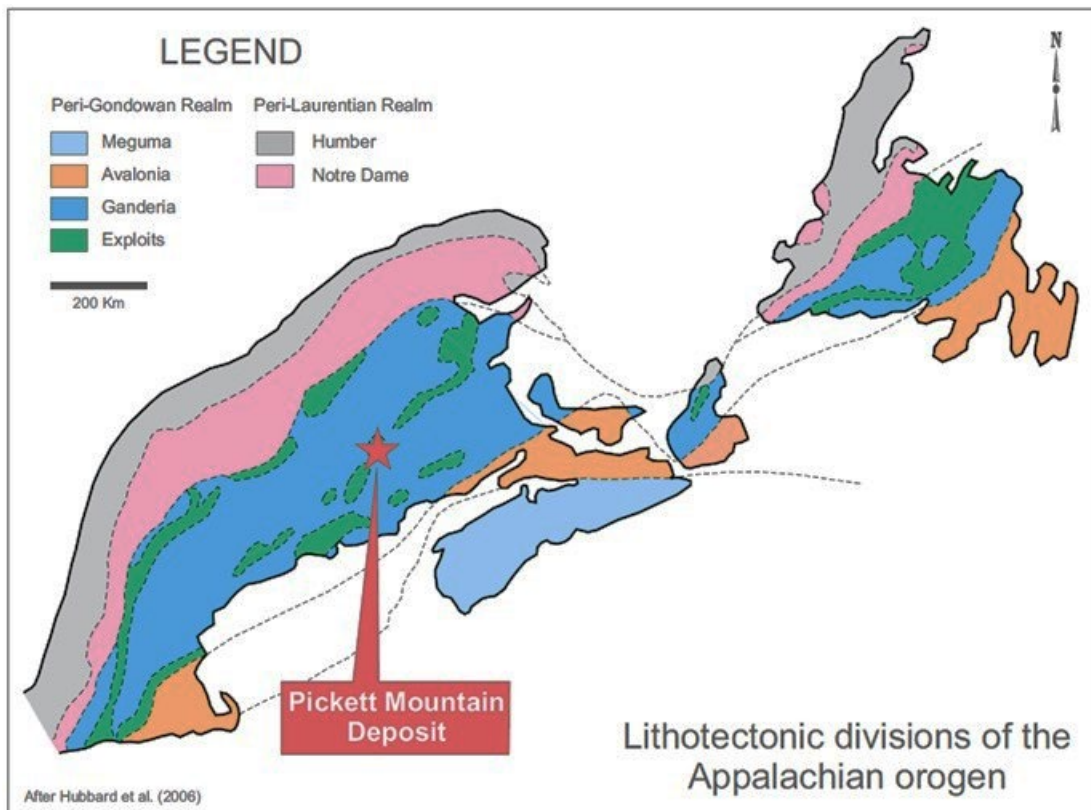 LEGEND
Peri-Gondowan Realm
Meguma
Avalonia
Ganderia
Exploits
Peri-Laurentian Realm
Humber
Notre Dame
200 Km
N
Pickett Mountain
Deposit
Lithotectonic divisions of the
Appalachian orogen
After Hubbard et al. (2006)